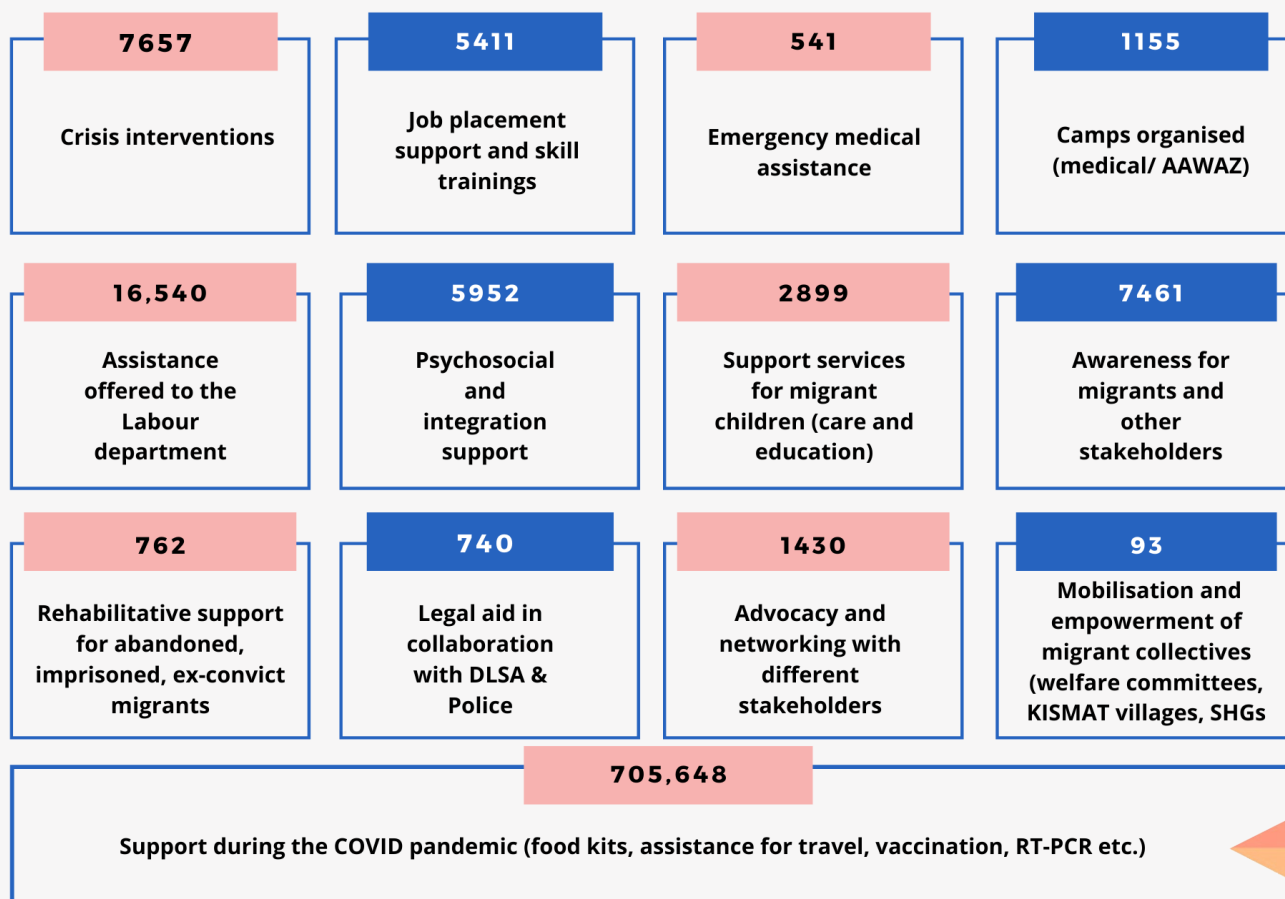 7657
Crisis interventions
5411
Job placement
support and skill
trainings
541
Emergency medical
assistance
1155
Camps organised
(medical/ AAWAZ)
16,540
Assistance
offered to the
Labour
department
5952
Psychosocial
and
integration
support
2899
Support services
for migrant
children (care and
education)
7461
Awareness for
migrants and
other
stakeholders
762
Rehabilitative support
for abandoned,
imprisoned, ex-convict
migrants
740
Legal aid in
collaboration
with DLSA &
Police
1430
Advocacy and
networking with
different
stakeholders
93
Mobilisation and
empowerment of
migrant collectives
(welfare committees,
KISMAT villages, SHGs
705,648
Support during the COVID pandemic (food kits, assistance for travel, vaccination, RT-PCR etc.)